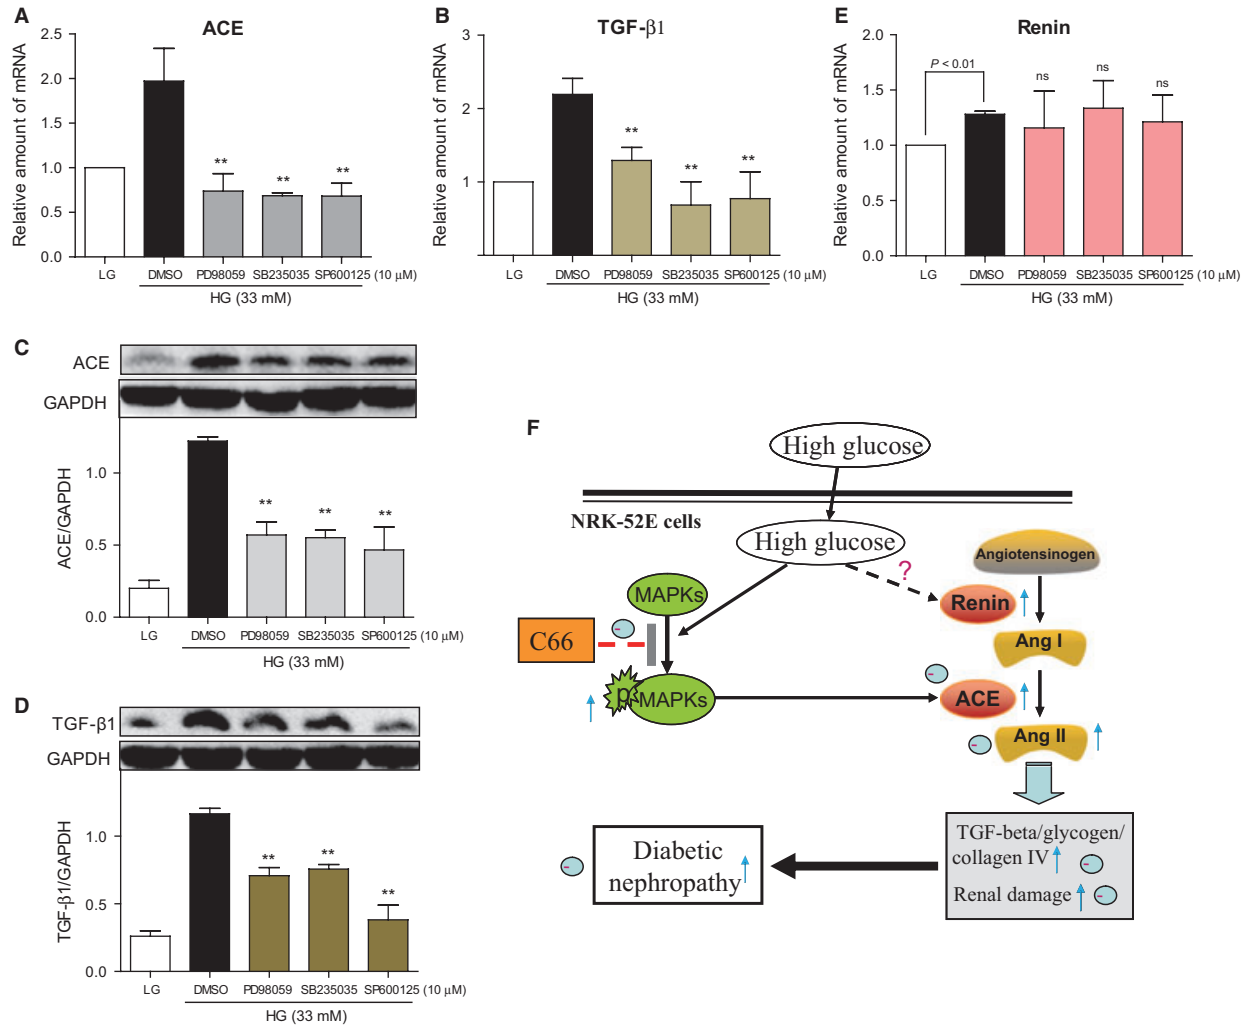 A
ACE
Relative amount of mRNA
2.5
2.0
1.5
1.0
0.5
0.0
**
**
**
LG
DMSO
PD98059
SB235035
SP600125 (10 μM)
HG (33 mM)
B
TGF-β1
Relative amount of mRNA
3
2
1
**
**
**
LG
DMSO
PD98059
SB235035
SP600125 (10 μM)
HG (33 mM)
E
Renin
Relative amount of mRNA
2.0
1.5
1.0
0.5
0.0
P < 0.01
ns
ns
ns
LG
DMSO
PD98059
SB235035
SP600125 (10 μM)
HG (33 mM)
C
ACE
GAPDH
ACE/GAPDH
1.0
0.5
0.0
**
**
**
LG
DMSO
PD98059
SB235035
SP600125 (10 μM)
HG (33 mM)
D
TGF-β1
GAPDH
TGF-β1/GAPDH
1.0
0.5
0.0
**
**
**
LG
DMSO
PD98059
SB235035
SP600125 (10 μM)
HG (33 mM)
F
High glucose
NRK-52E cells
High glucose
?
Angiotensinogen
MAPKs
Renin
C66
-
Ang I
p
MAPKs
-
ACE
-
Ang II
TGF-beta/glycogen/
collagen IV
-
Renal damage
-
Diabetic
nephropathy
-